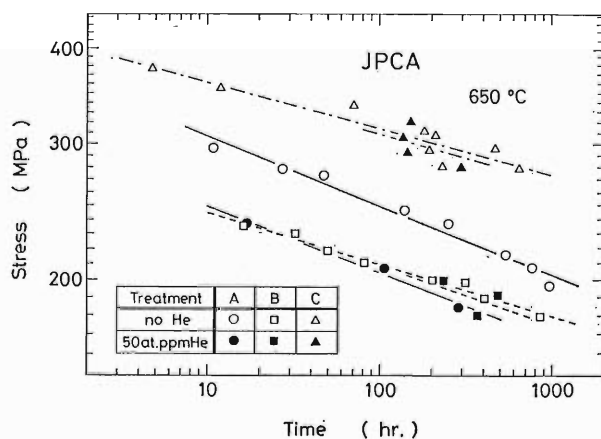 400
JPCA
650 °C
300
Stress ( MPa )
200
Treatment A B C
no He
50at.ppmHe
10 100 1000
Time ( hr. )